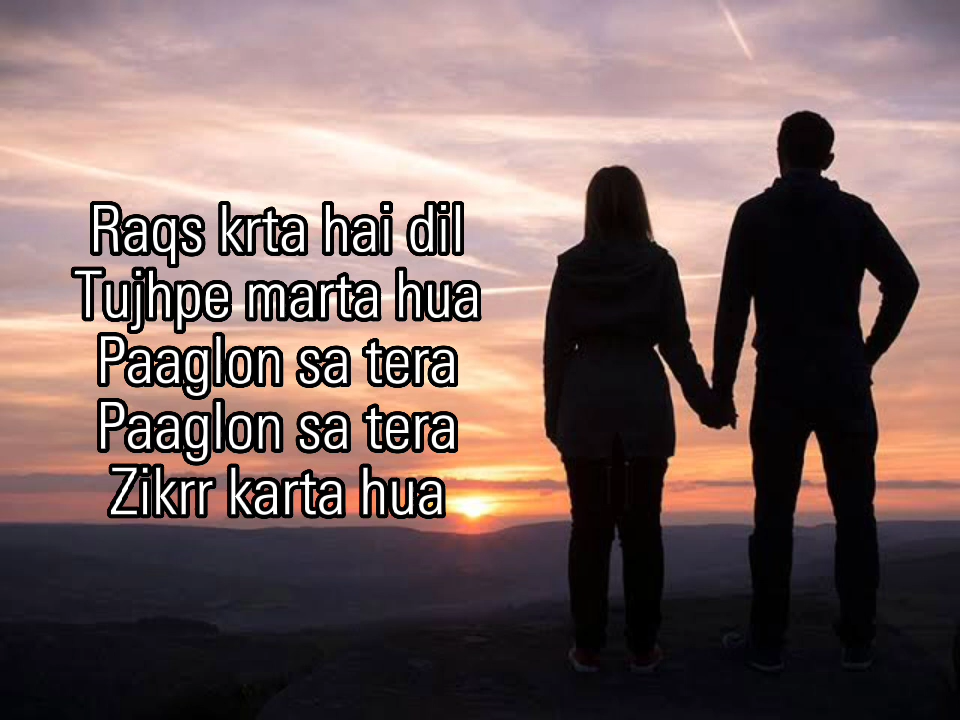 Raqs krta hai dil
Tujhpe marta hua
Paaglon sa tera
Paaglon sa tera
Zikrr karta hua